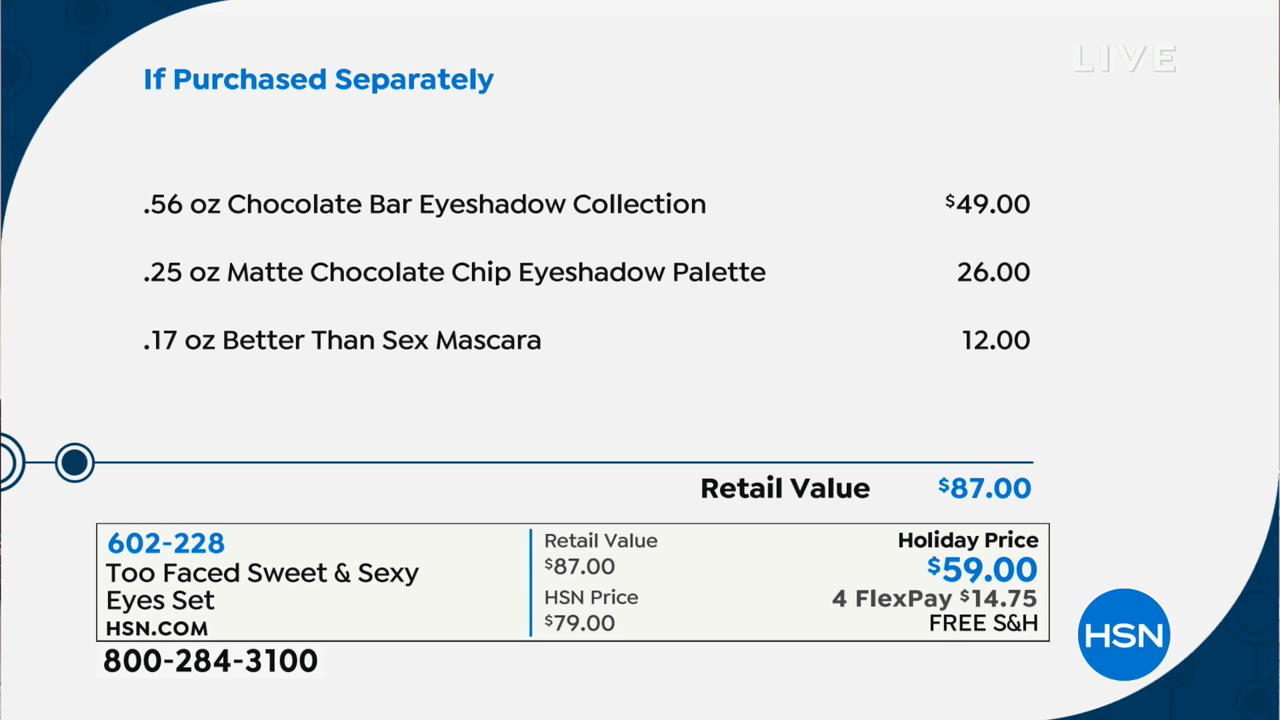 LIVE
If Purchased Separately
.56 oz Chocolate Bar Eyeshadow Collection $49.00
.25 oz Matte Chocolate Chip Eyeshadow Palette 26.00
.17 oz Better Than Sex Mascara 12.00
Retail Value $87.00
602-228
Too Faced Sweet & Sexy
Eyes Set
HSN.COM
Retail Value
$87.00
HSN Price
$79.00
Holiday Price
$59.00
4 FlexPay $14.75
FREE S&H
800-284-3100
HSN